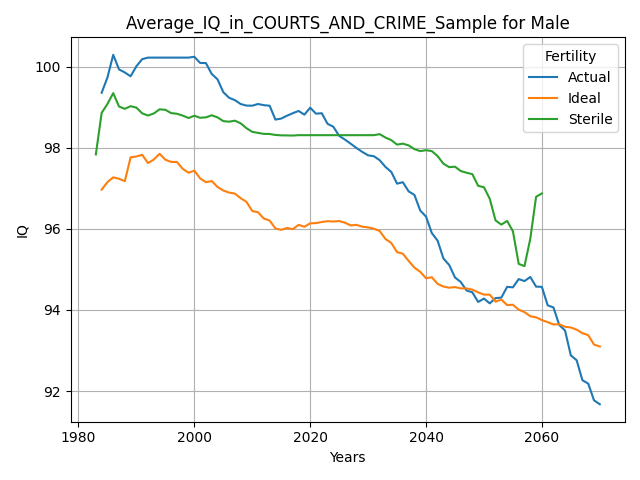 Average_IQ_in_COURTS_AND_CRIME_Sample for Male
Fertility
Actual
Ideal
Sterile
IQ
100
98
96
94
92
1980
2000
2020
2040
2060
Years